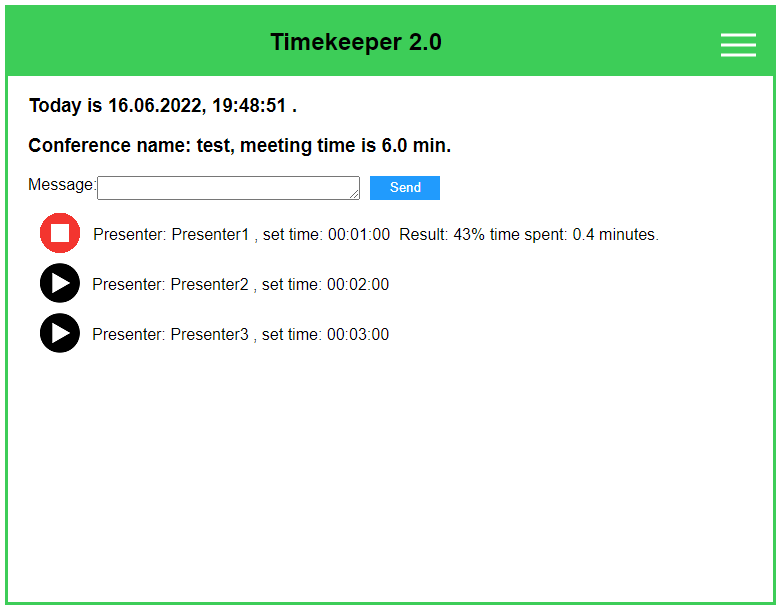 Timekeeper 2.0
Today is 16.06.2022, 19:48:51 .
Conference name: test, meeting time is 6.0 min.
Message: Send
Presenter: Presenter1 , set time: 00:01:00 Result: 43% time spent: 0.4 minutes.
Presenter: Presenter2 , set time: 00:02:00
Presenter: Presenter3 , set time: 00:03:00